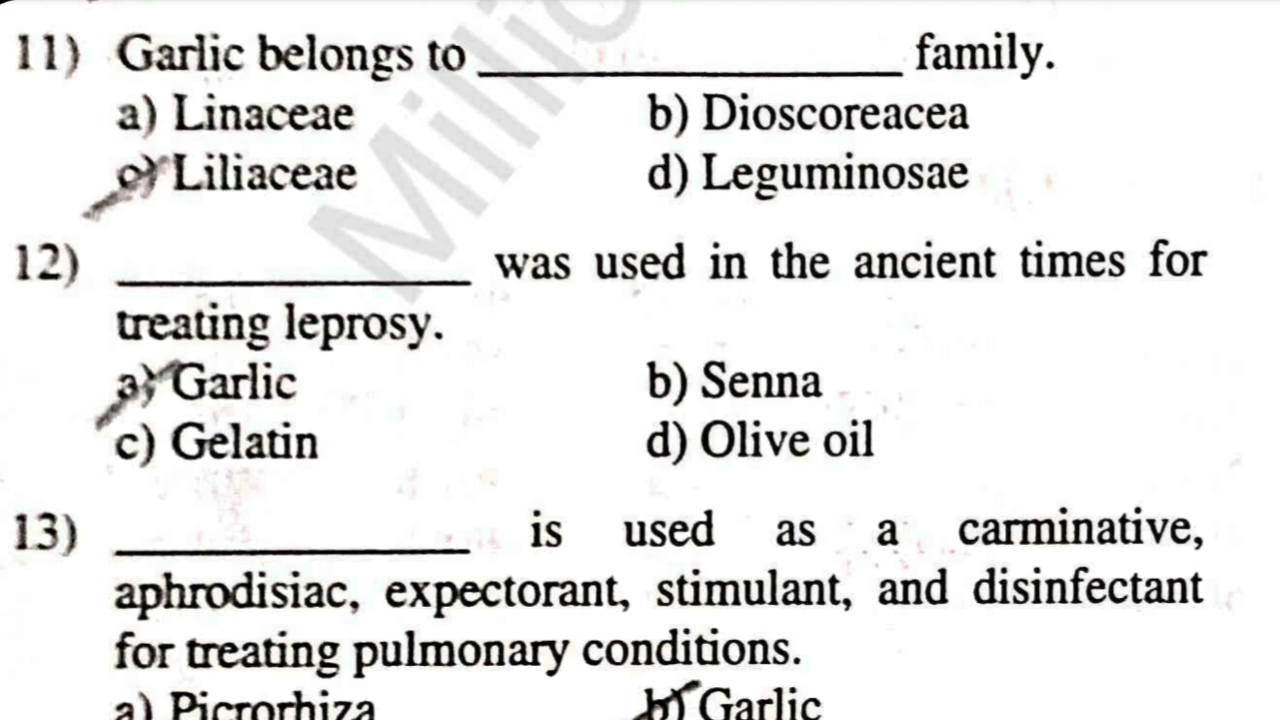 11) Garlic belongs to ________________ family.
a) Linaceae b) Dioscoreacea
c) Liliaceae d) Leguminosae
12) ________________ was used in the ancient times for
treating leprosy.
a) Garlic b) Senna
c) Gelatin d) Olive oil
13) ________________ is used as a carminative,
aphrodisiac, expectorant, stimulant, and disinfectant
for treating pulmonary conditions.
a) Picrorhiza b) Garlic